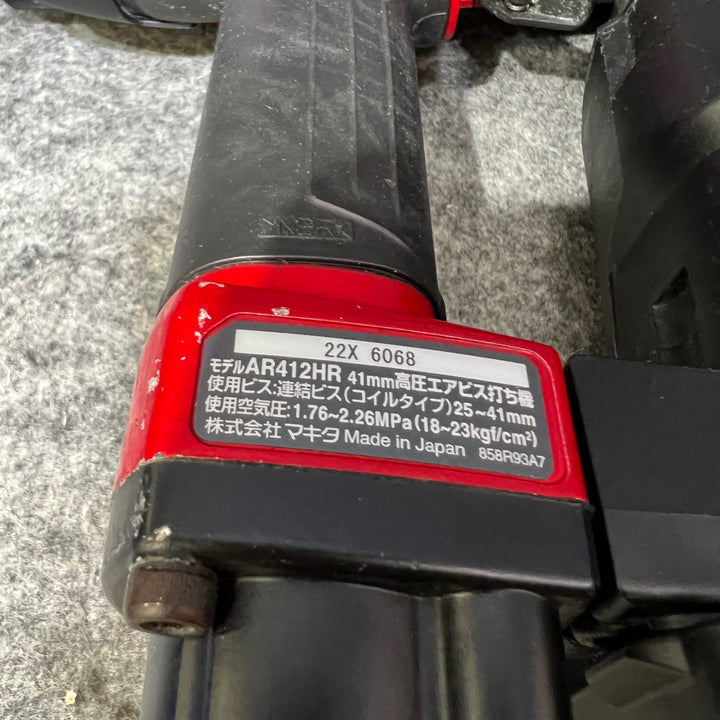 22X 6068
モデルAR412HR 41mm高圧エアビス打ち機
使用ビス:連結ビス(コイルタイプ)25~41mm
使用空気圧:1.76~2.26MPa(18~23kgf/cm²)
株式会社 マキタ Made in Japan 858R93A7